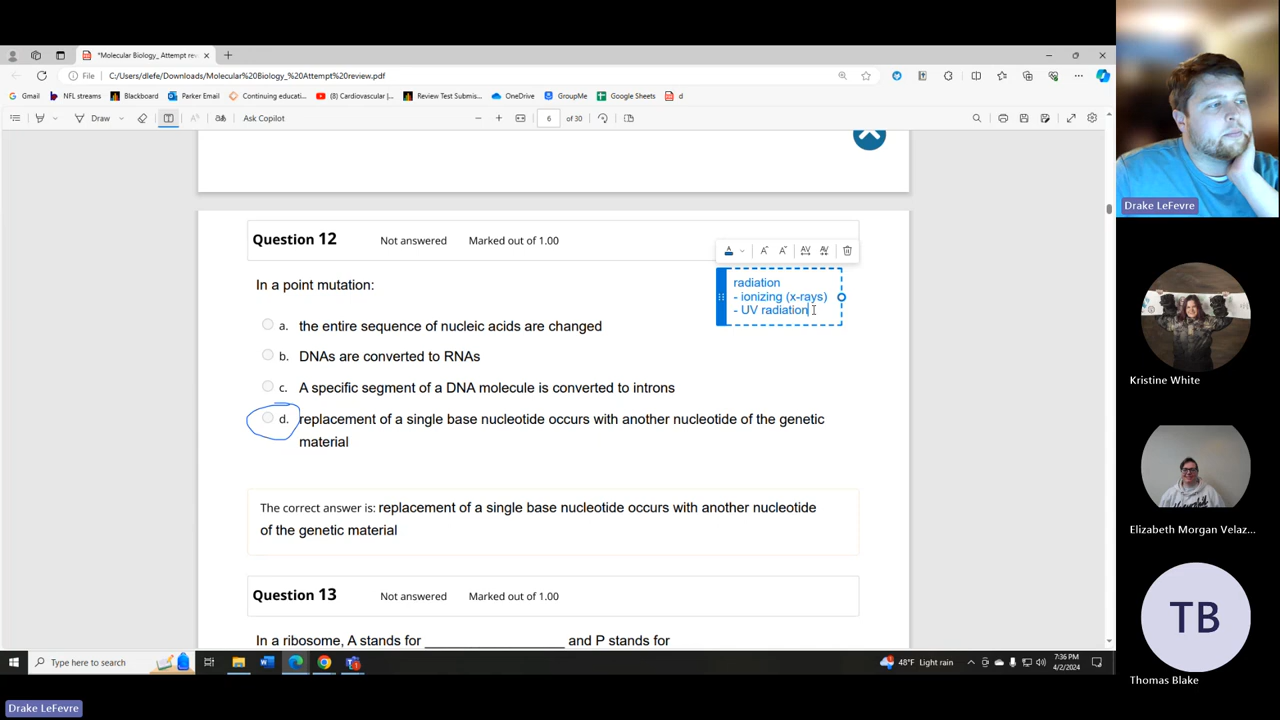 *Molecular Biology_ Attempt rev
File
C:/Users/dlefe/Downloads/Molecular%20Biology_%20Attempt%20review.pdf
Gmail
NFL streams
Blackboard
Parker Email
Continuing educati...
(8) Cardiovascular |...
Review Test Submis...
OneDrive
GroupMe
Google Sheets
d
Draw
Ask Copilot
6
of 30
Question 12
Not answered
Marked out of 1.00
radiation
- ionizing (x-rays)
- UV radiation
In a point mutation:
a. the entire sequence of nucleic acids are changed
b. DNAs are converted to RNAs
c. A specific segment of a DNA molecule is converted to introns
d. replacement of a single base nucleotide occurs with another nucleotide of the genetic
material
The correct answer is: replacement of a single base nucleotide occurs with another nucleotide
of the genetic material
Question 13
Not answered
Marked out of 1.00
In a ribosome, A stands for ____________________ and P stands for
Type here to search
48°F Light rain
7:36 PM
4/2/2024
Drake LeFevre
Kristine White
Elizabeth Morgan Velaz...
TB
Thomas Blake
Drake LeFevre